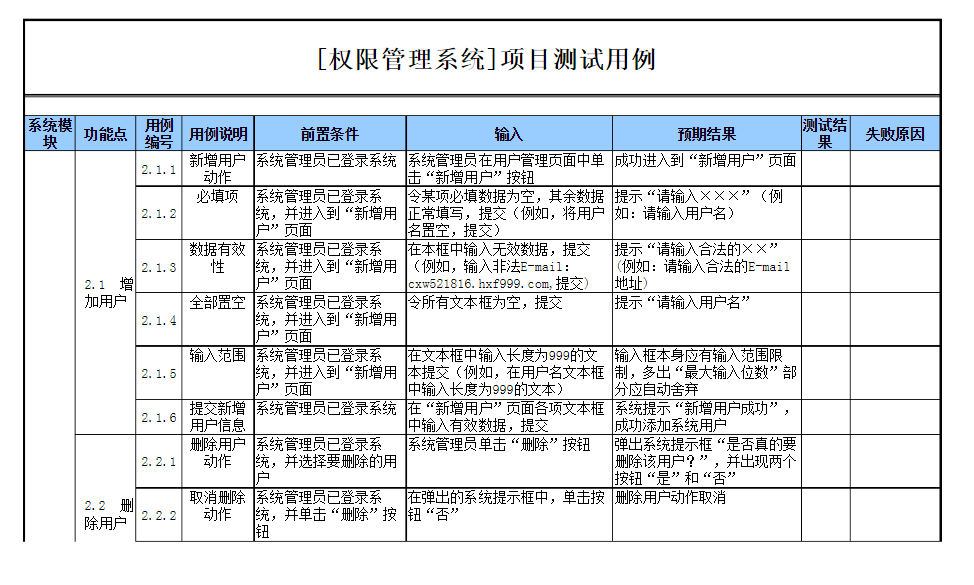 [权限管理系统]项目测试用例
系统模
块
功能点
用例
编号
用例说明
前置条件
输入
预期结果
测试结
果
失败原因
2.1 增
加用户
2.1.1
新增用户
动作
系统管理员已登录系统
系统管理员在用户管理页面中单
击“新增用户”按钮
成功进入到“新增用户”页面
2.1.2
必填项
系统管理员已登录系
统，并进入到“新增用
户”页面
令某项必填数据为空，其余数据
正常填写，提交（例如，将用户
名置空，提交）
提示“请输入×××”（例
如：请输入用户名）
2.1.3
数据有效
性
系统管理员已登录系
统，并进入到“新增用
户”页面
在本框中输入无效数据，提交
（例如，输入非法E-mail：
cxw521816.hxf999.com,提交)
提示“请输入合法的××”
(例如：请输入合法的E-mail
地址)
2.1.4
全部置空
系统管理员已登录系
统，并进入到“新增用
户”页面
令所有文本框为空，提交
提示“请输入用户名”
2.1.5
输入范围
系统管理员已登录系
统，并进入到“新增用
户”页面
在文本框中输入长度为999的文
本提交（例如，在用户名文本框
中输入长度为999的文本）
输入框本身应有输入范围限
制，多出“最大输入位数”部
分应自动舍弃
2.1.6
提交新增
用户信息
系统管理员已登录系统
在“新增用户”页面各项文本框
中输入有效数据，提交
系统提示“新增用户成功”，
成功添加系统用户
2.2 删
除用户
2.2.1
删除用户
动作
系统管理员已登录系
统，并选择要删除的用
户
系统管理员单击“删除”按钮
弹出系统提示框“是否真的要
删除该用户？”，并出现两个
按钮“是”和“否”
2.2.2
取消删除
动作
系统管理员已登录系
统，并单击“删除”按
钮
在弹出的系统提示框中，单击按
钮“否”
删除用户动作取消